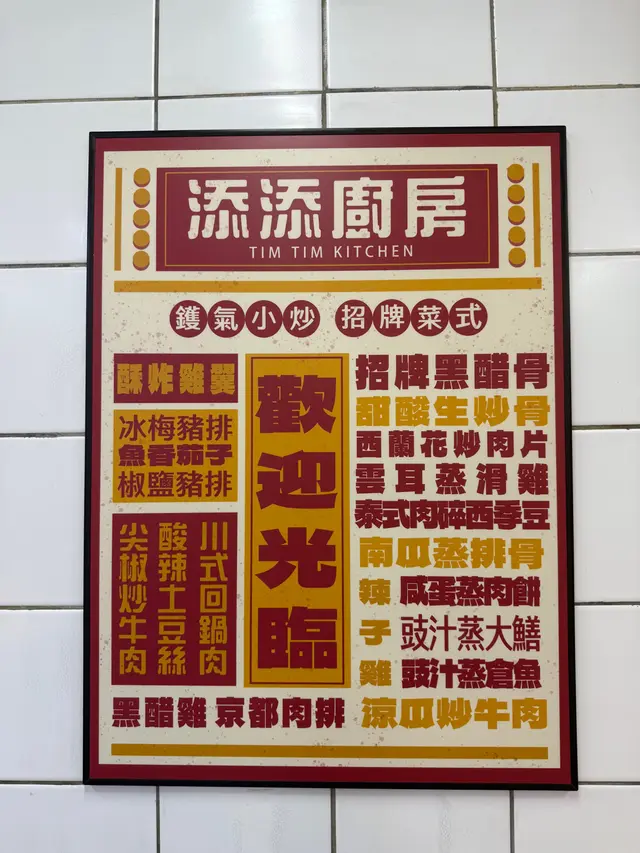 添添廚房
TIM TIM KITCHEN
鑊氣小炒 招牌菜式
酥炸雞翼
冰梅豬排
魚香茄子
椒鹽豬排
川式回鍋肉
酸辣土豆絲
尖椒炒牛肉
歡迎光臨
招牌黑醋骨
甜酸生炒骨
西蘭花炒肉片
雲耳蒸滑雞
泰式肉碎西季豆
南瓜蒸排骨
辣子雞
咸蛋蒸肉餅
豉汁蒸大鱔
豉汁蒸倉魚
黑醋雞
京都肉排
涼瓜炒牛肉